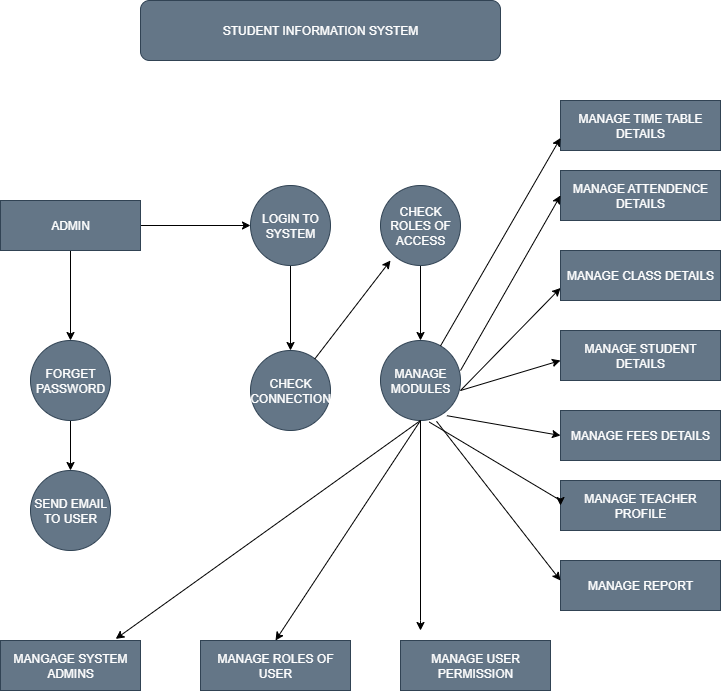 STUDENT INFORMATION SYSTEM
MANAGE TIME TABLE
DETAILS
MANAGE ATTENDENCE
DETAILS
ADMIN
LOGIN TO
SYSTEM
CHECK
ROLES OF
ACCESS
MANAGE CLASS DETAILS
MANAGE STUDENT
DETAILS
FORGET
PASSWORD
CHECK
CONNECTION
MANAGE
MODULES
MANAGE FEES DETAILS
SEND EMAIL
TO USER
MANAGE TEACHER
PROFILE
MANAGE REPORT
MANGAGE SYSTEM
ADMINS
MANAGE ROLES OF
USER
MANAGE USER
PERMISSION